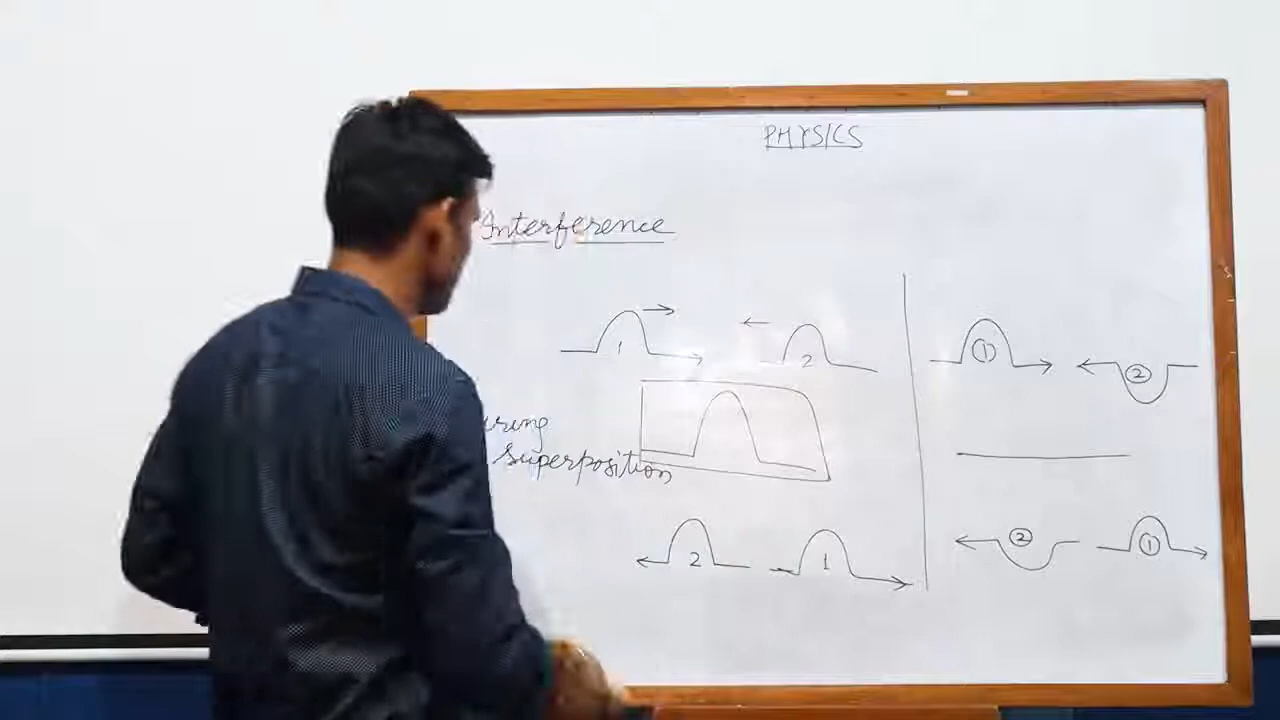 PHYSICS
Interference
1 2
① ②
superposition
2 1
② ①